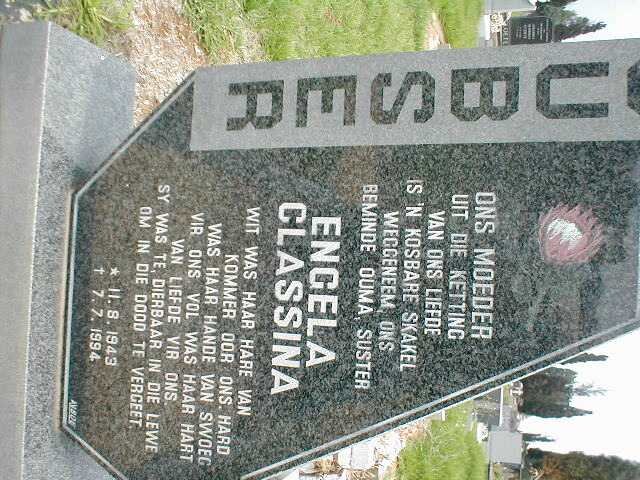 UBSER
ONS MOEDER
UIT DIE KETTING
VAN ONS LIEFDE
IS 'N KOSBARE SKAKEL
WEGGENEEM ONS
BEMINDE OUMA SUSTER
ENGELA
CLASSINA
WIT WAS HAAR HARE VAN
KOMMER OOR ONS HARD
WAS HAAR HANDE VAN SWOEG
VIR ONS VOL WAS HAAR HART
VAN LIEFDE VIR ONS.
SY WAS TE DIERBAAR IN DIE LEWE
OM IN DIE DOOD TE VERGEET.
★ 11. 8. 1943
† 7. 7. 1994